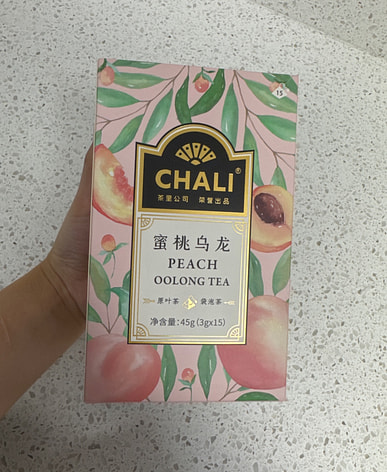 15
CHALI®
茶里公司 荣誉出品
蜜桃乌龙
PEACH
OOLONG TEA
原叶茶 袋泡茶
净含量:45g(3gx15)